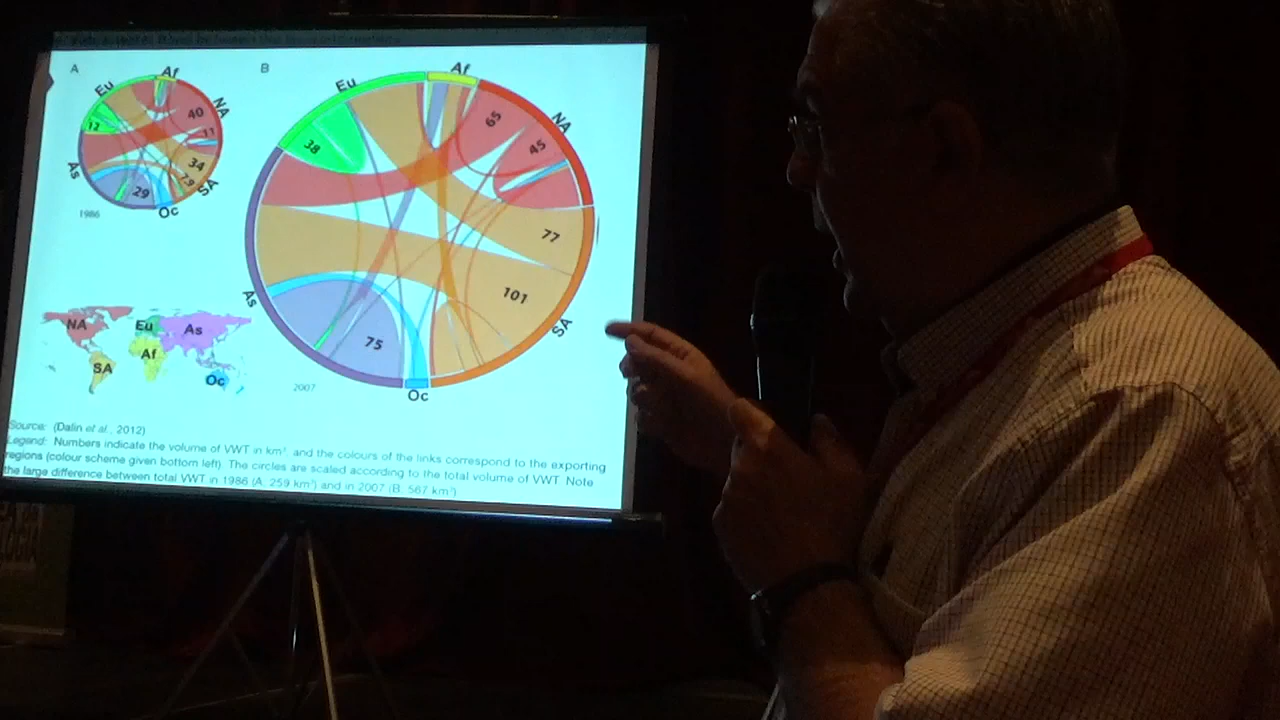 A
B
Eu
Af
NA
SA
Oc
As
12
40
11
34
7.9
29
1986
Eu
Af
NA
SA
Oc
As
38
65
45
77
101
75
2007
NA
Eu
As
Af
SA
Oc
Source: (Dalin et al., 2012)
Legend: Numbers indicate the volume of VWT in km³, and the colours of the links correspond to the exporting
regions (colour scheme given bottom left). The circles are scaled according to the total volume of VWT. Note
the large difference between total VWT in 1986 (A. 259 km³) and in 2007 (B. 567 km³)